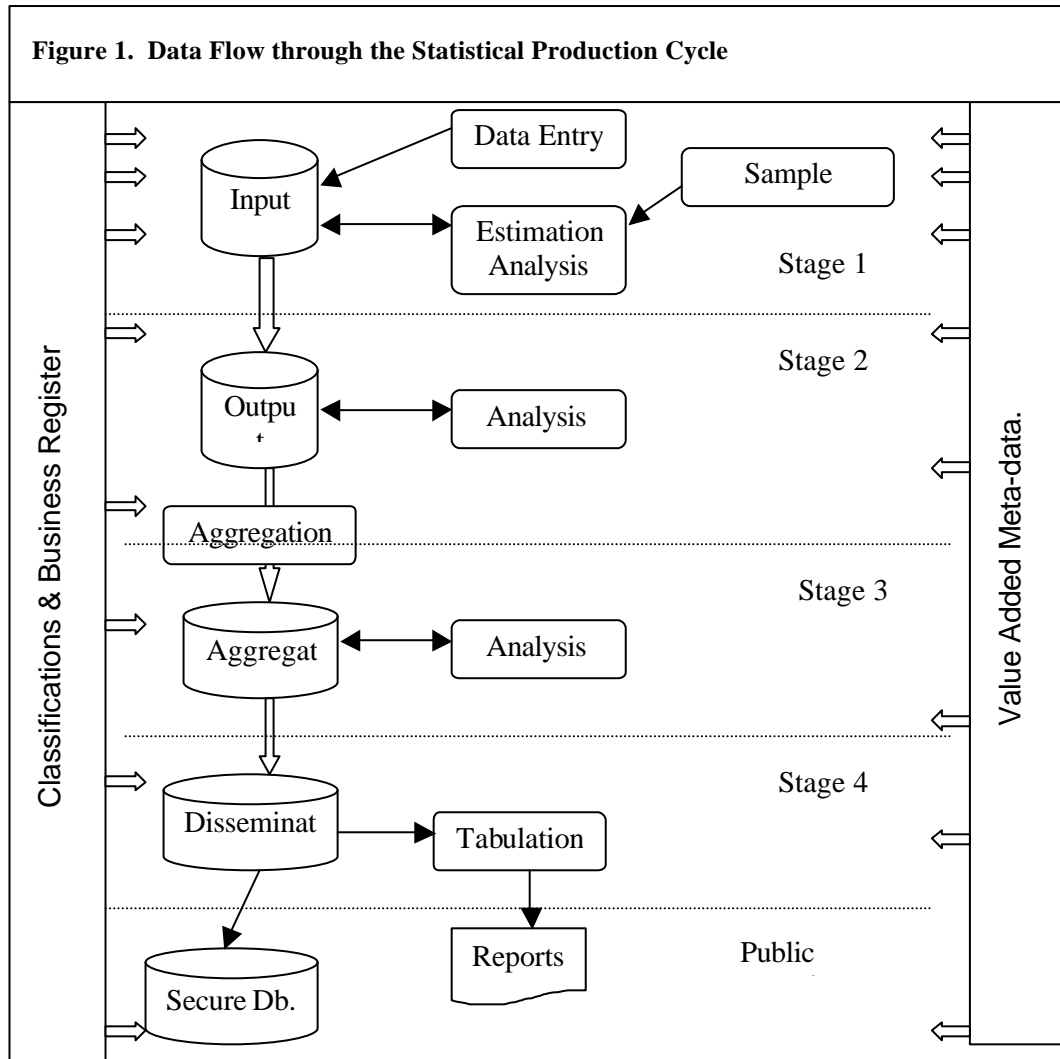 Figure 1. Data Flow through the Statistical Production Cycle
Classifications & Business Register
Value Added Meta-data.
Data Entry
Sample
Input
Estimation
Analysis
Stage 1
Stage 2
Outpu
Analysis
Aggregation
Stage 3
Aggregat
Analysis
Stage 4
Disseminat
Tabulation
Reports
Public
Secure Db.